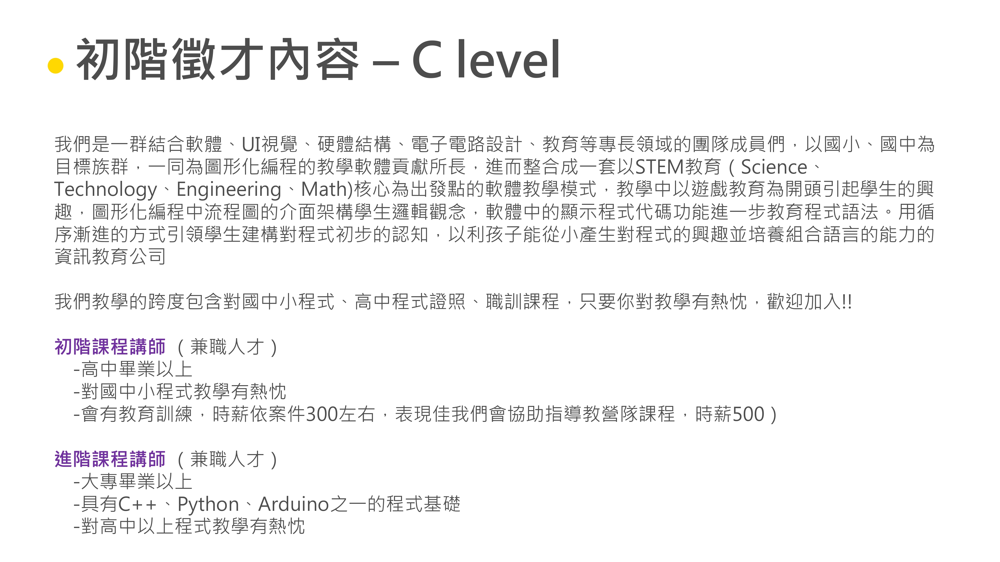 初階徵才內容 – C level
我們是一群結合軟體、UI視覺、硬體結構、電子電路設計、教育等專長領域的團隊成員們，以國小、國中為
目標族群，一同為圖形化編程的教學軟體貢獻所長，進而整合成一套以STEM教育（Science、
Technology、Engineering、Math)核心為出發點的軟體教學模式，教學中以遊戲教育為開頭引起學生的興
趣，圖形化編程中流程圖的介面架構學生邏輯觀念，軟體中的顯示程式代碼功能進一步教育程式語法。用循
序漸進的方式引領學生建構對程式初步的認知，以利孩子能從小產生對程式的興趣並培養組合語言的能力的
資訊教育公司
我們教學的跨度包含對國中小程式、高中程式證照、職訓課程，只要你對教學有熱忱，歡迎加入!!
初階課程講師（兼職人才）
-高中畢業以上
-對國中小程式教學有熱忱
-會有教育訓練，時薪依案件300左右，表現佳我們會協助指導教營隊課程，時薪500）
進階課程講師（兼職人才）
-大專畢業以上
-具有C++、Python、Arduino之一的程式基礎
-對高中以上程式教學有熱忱